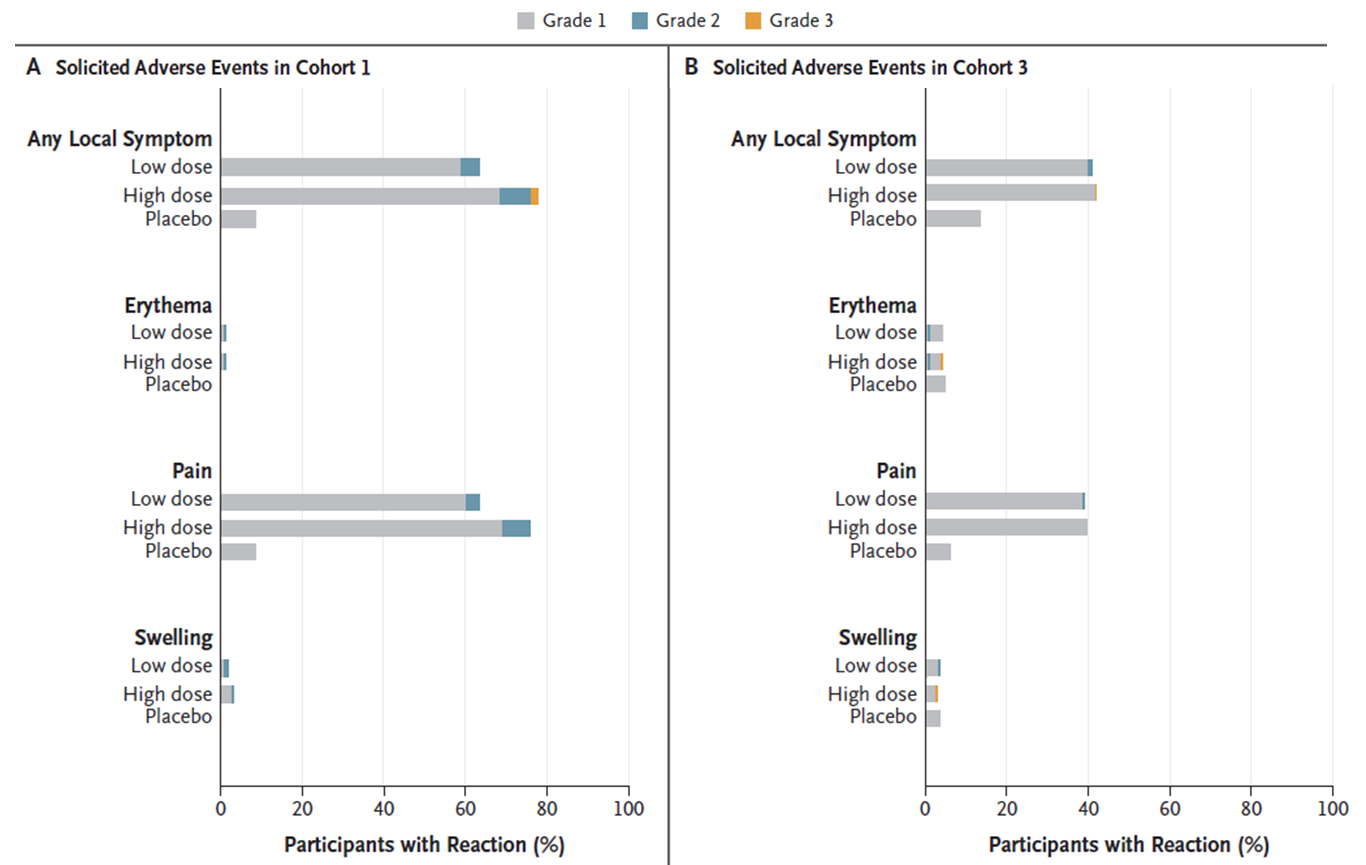 Grade 1 Grade 2 Grade 3
A Solicited Adverse Events in Cohort 1
Any Local Symptom
Low dose
High dose
Placebo
Erythema
Low dose
High dose
Placebo
Pain
Low dose
High dose
Placebo
Swelling
Low dose
High dose
Placebo
0 20 40 60 80 100
Participants with Reaction (%)
B Solicited Adverse Events in Cohort 3
Any Local Symptom
Low dose
High dose
Placebo
Erythema
Low dose
High dose
Placebo
Pain
Low dose
High dose
Placebo
Swelling
Low dose
High dose
Placebo
0 20 40 60 80 100
Participants with Reaction (%)